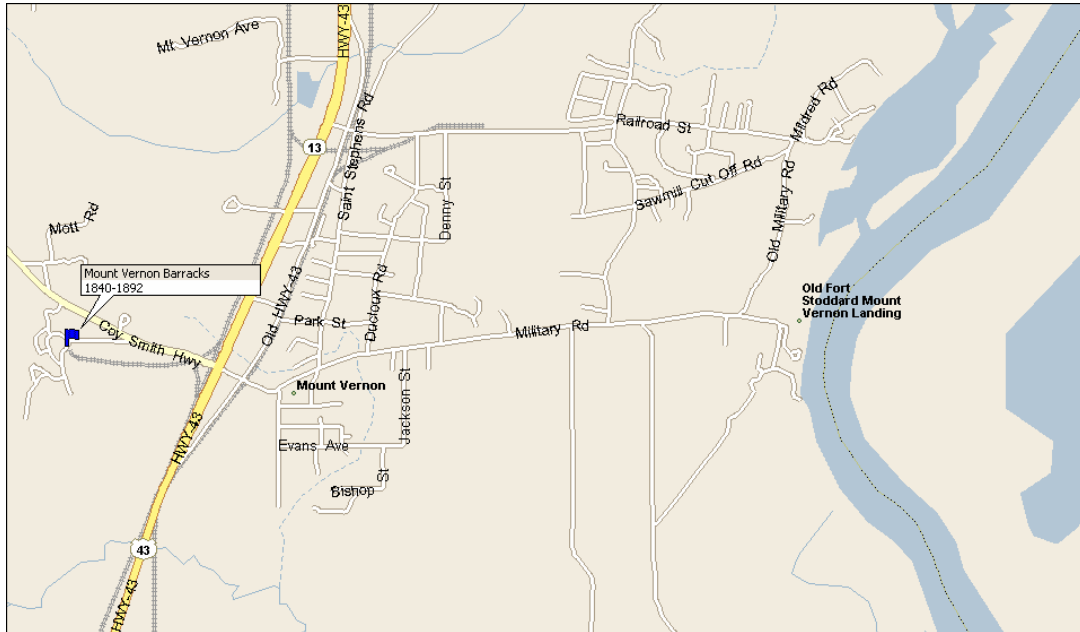 HWY-43
Mt Vernon Ave
Mildred Rd
Railroad St
13
Saint Stephens Rd
Sawmill Cut Off Rd
Denny St
Mott Rd
Old Military Rd
Mount Vernon Barracks
1840-1892
Old HWY-43
Ducloux Rd
Old Fort
Stoddard Mount
Vernon Landing
Park St
Military Rd
Coy Smith Hwy
Mount Vernon
Jackson St
HWY-43
Evans Ave
Bishop St
43
HWY-43